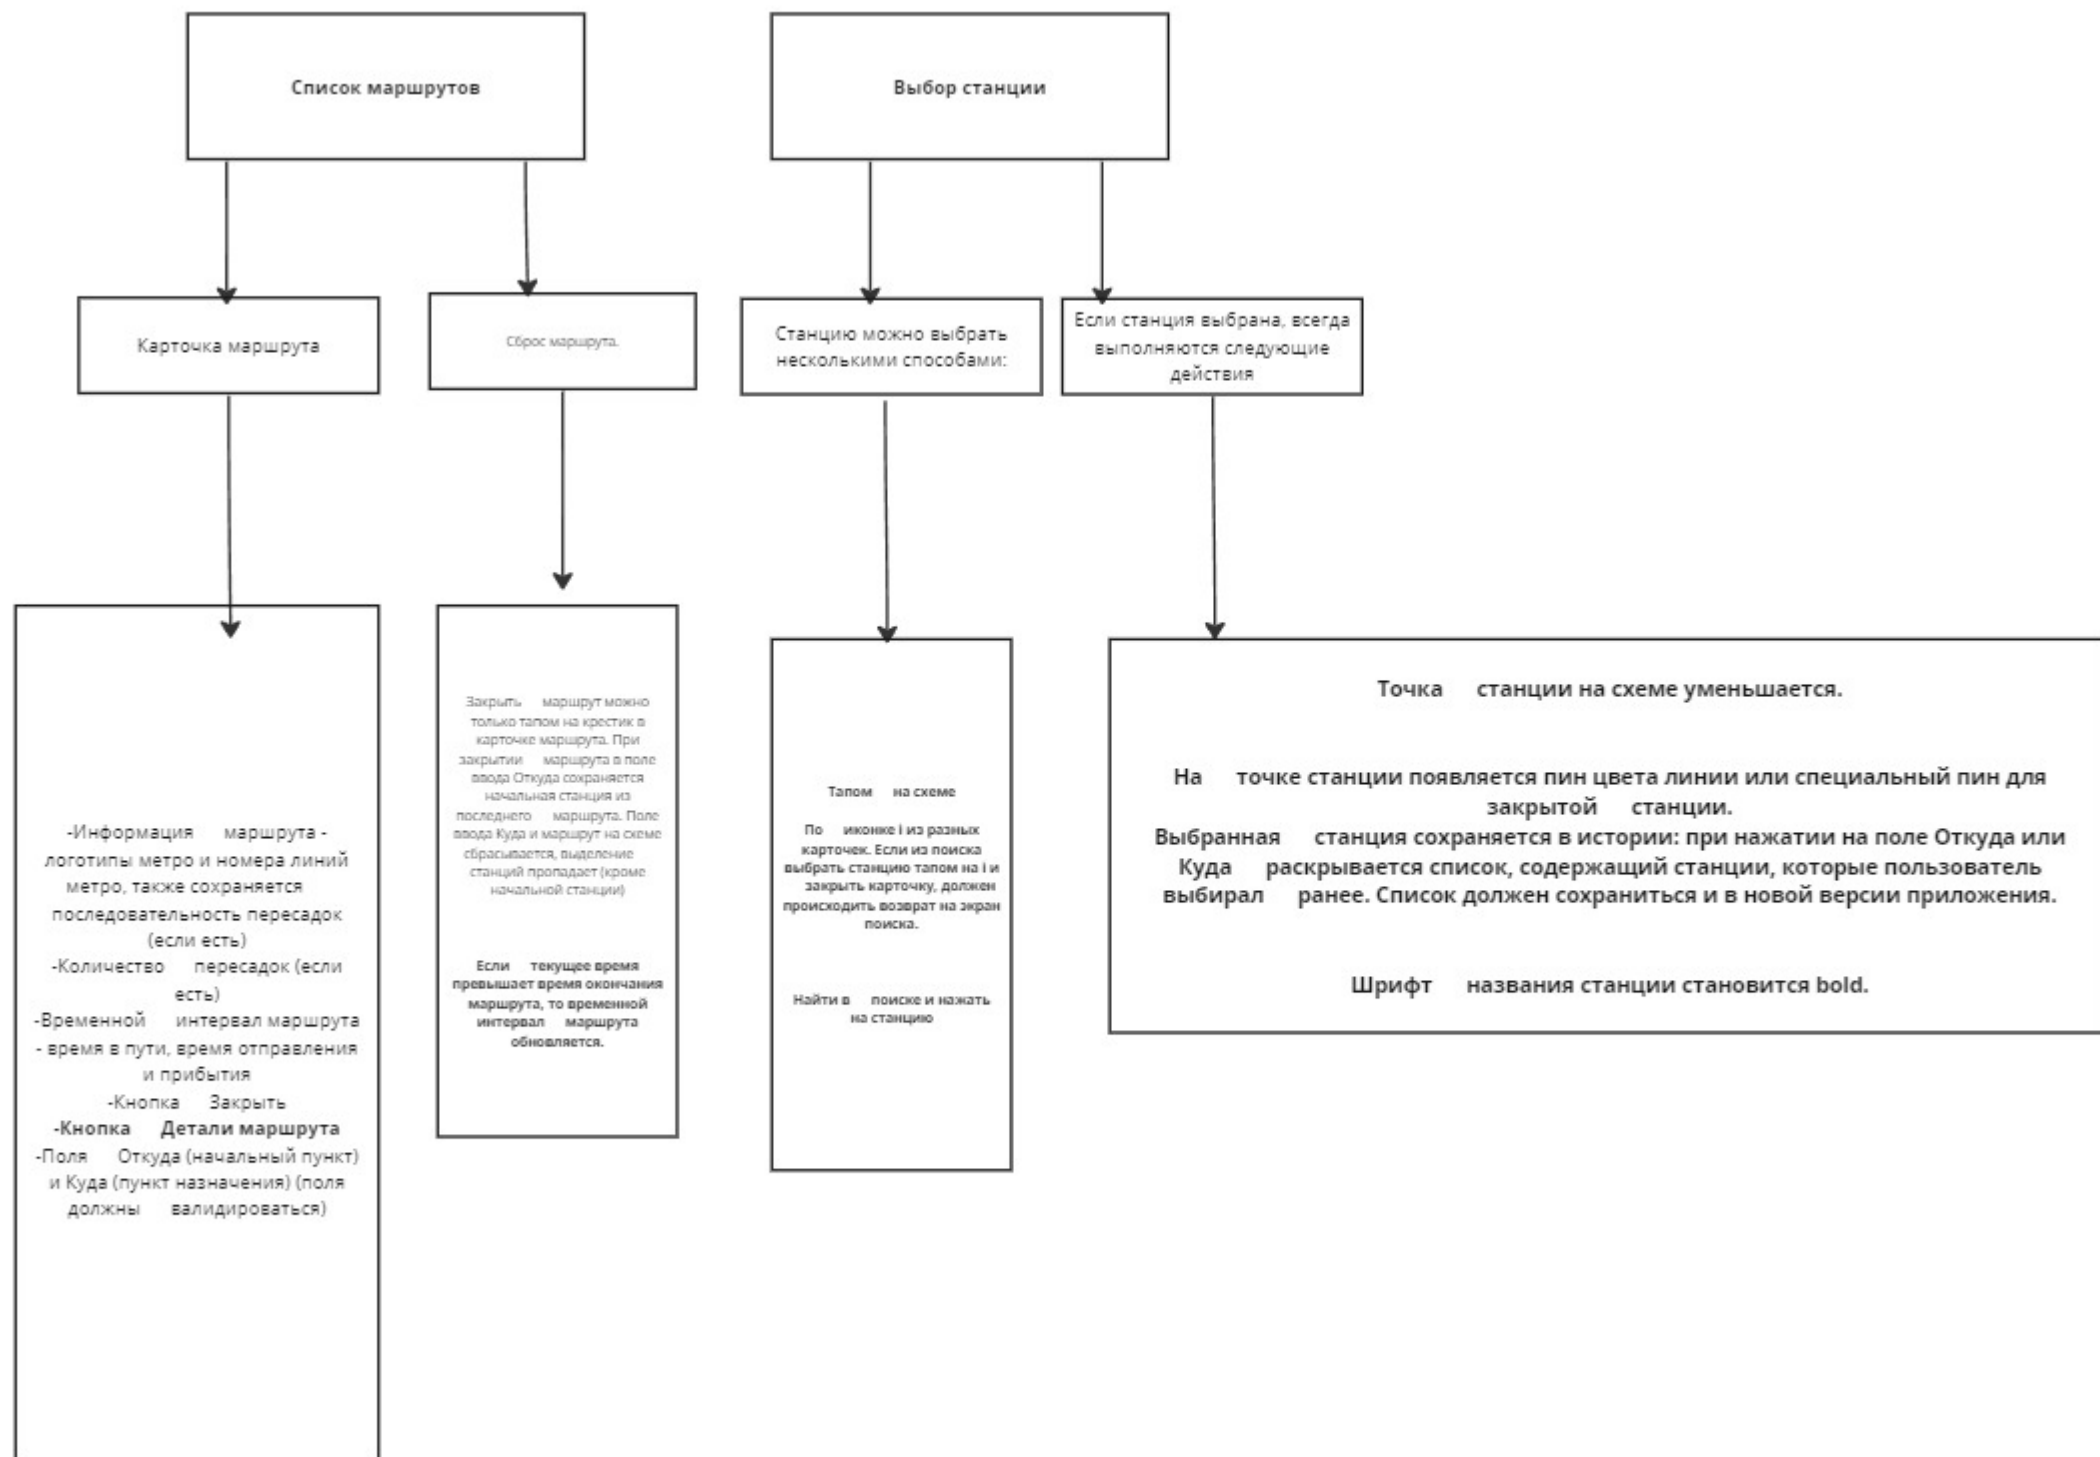 Список маршрутов
Выбор станции
Карточка маршрута
Сброс маршрута.
Станцию можно выбрать
несколькими способами:
Если станция выбрана, всегда
выполняются следующие
действия
-Информация маршрута -
логотипы метро и номера линий
метро, также сохраняется
последовательность пересадок
(если есть)
-Количество пересадок (если
есть)
-Временной интервал маршрута
- время в пути, время отправления
и прибытия
-Кнопка Закрыть
-Кнопка Детали маршрута
-Поля Откуда (начальный пункт)
и Куда (пункт назначения) (поля
должны валидироваться)
Закрыть маршрут можно
только тапом на крестик в
карточке маршрута. При
закрытии маршрута в поле
ввода Откуда сохраняется
начальная станция из
последнего маршрута. Поле
ввода Куда и маршрут на схеме
сбрасывается, выделение
станций пропадает (кроме
начальной станции)
Если текущее время
превышает время окончания
маршрута, то временной
интервал маршрута
обновляется.
Тапом на схеме
По иконке i из разных
карточек. Если из поиска
выбрать станцию тапом на i и
закрыть карточку, должен
происходить возврат на экран
поиска.
Найти в поиске и нажать
на станцию
Точка станции на схеме уменьшается.
На точке станции появляется пин цвета линии или специальный пин для
закрытой станции.
Выбранная станция сохраняется в истории: при нажатии на поле Откуда или
Куда раскрывается список, содержащий станции, которые пользователь
выбирал ранее. Список должен сохраниться и в новой версии приложения.
Шрифт названия станции становится bold.